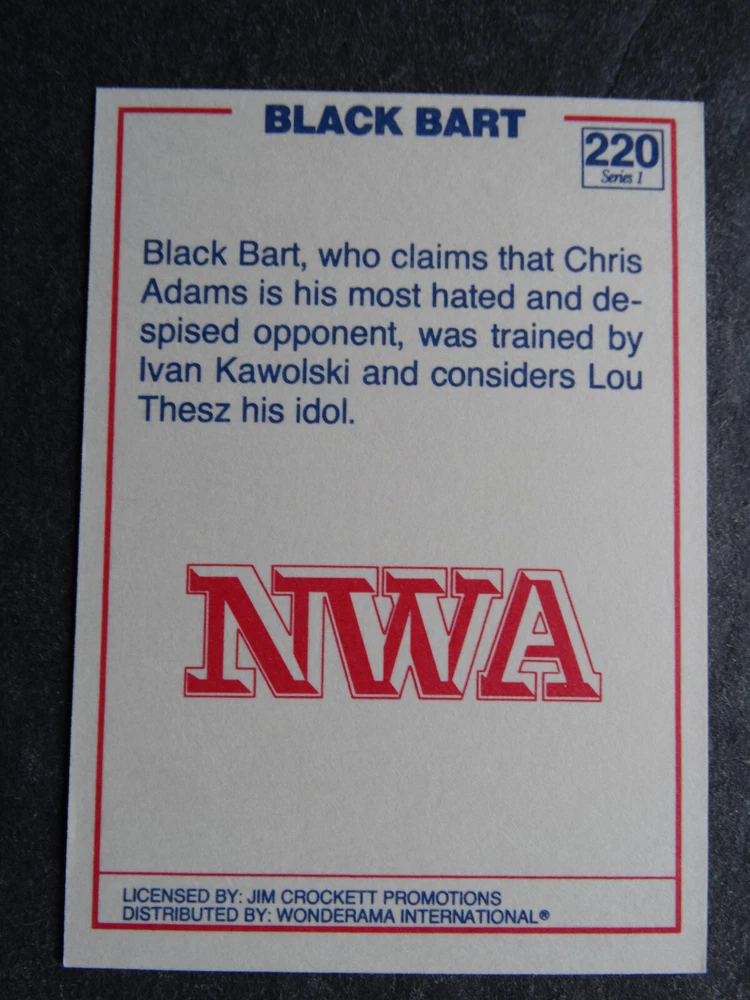 BLACK BART
220
Series 1
Black Bart, who claims that Chris
Adams is his most hated and de-
spised opponent, was trained by
Ivan Kawolski and considers Lou
Thesz his idol.
NWA
LICENSED BY: JIM CROCKETT PROMOTIONS
DISTRIBUTED BY: WONDERAMA INTERNATIONAL®